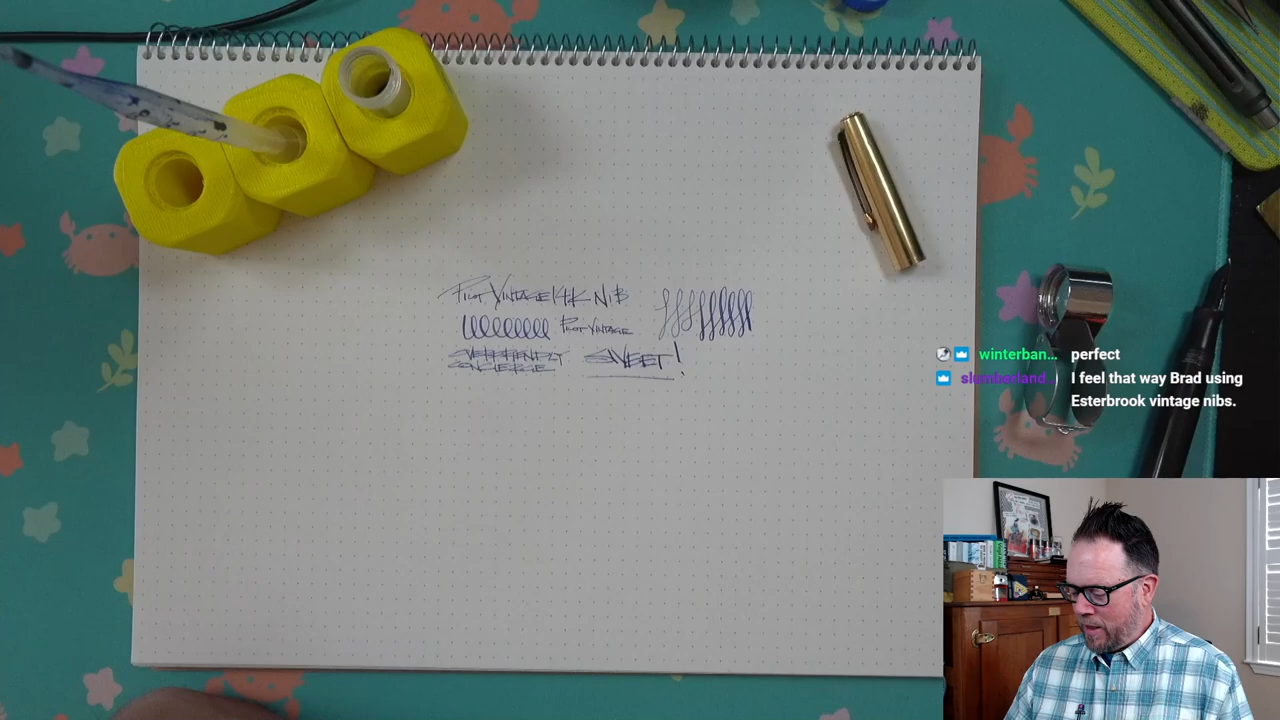 PILOT VINTAGE 14K NIB
PILOT VINTAGE
SWEET!
winterban... perfect
slumberland... I feel that way Brad using
Esterbrook vintage nibs.